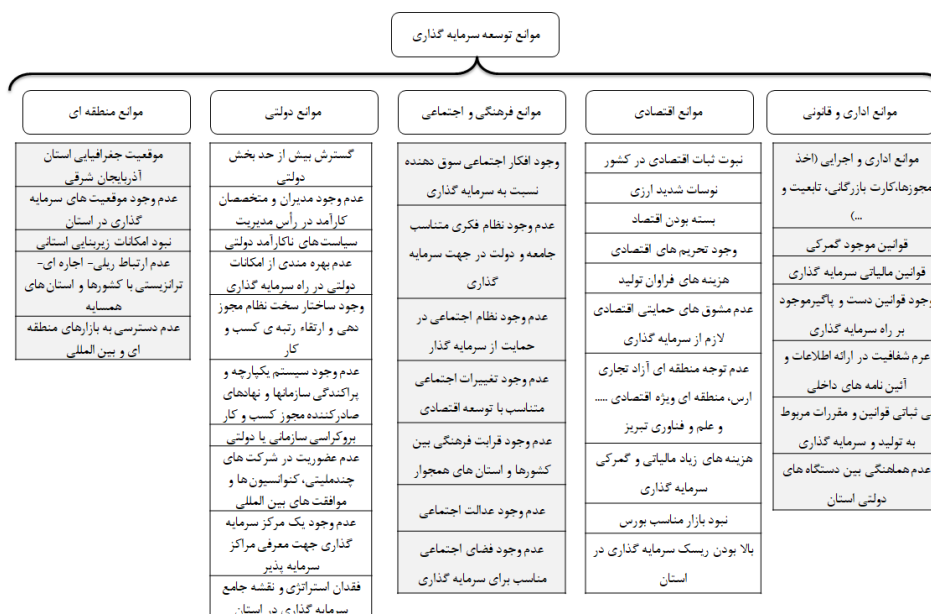 موانع توسعه سرمایه گذاری
موانع اداری و قانونی
موانع اداری و اجرایی (اخذ
مجوزها،کارت بازرگانی، تابعیت و
...)
قوانین موجود گمرکی
قوانین مالیاتی سرمایه گذاری
وجود قوانین دست و پاگیرموجود
بر راه سرمایه گذاری
عرم شفافیت در ارائه اطلاعات و
آئین نامه های داخلی
ی ثباتی قوانین و مقررات مربوط
به تولید و سرمایه گذاری
عدم هماهنگی بین دستگاه های
دولتی استان
موانع اقتصادی
نبوت ثبات اقتصادی در کشور
نوسات شدید ارزی
بسته بودن اقتصاد
وجود تحریم های اقتصادی
هزینه های فراوان تولید
عدم مشوق های حمایتی اقتصادی
لازم از سرمایه گذاری
عدم توجه منطقه ای آزاد تجاری
ارس، منطقه ای ویژه اقتصادی .....
و علم و فناوری تبریز
هزینه های زیاد مالیاتی و گمرکی
سرمایه گذاری
نبود بازار مناسب بورس
بالا بودن ریسک سرمایه گذاری در
استان
موانع فرهنگی و اجتماعی
وجود افکار اجتماعی سوق دهنده
نسبت به سرمایه گذاری
عدم وجود نظام فکری متناسب
جامعه و دولت در جهت سرمایه
گذاری
عدم وجود نظام اجتماعی در
حمایت از سرمایه گذار
عدم وجود تغییرات اجتماعی
متناسب با توسعه اقتصادی
عدم وجود قرابت فرهنگی بین
کشورها و استان های همجوار
عدم وجود عدالت اجتماعی
عدم وجود فضای اجتماعی
مناسب برای سرمایه گذاری
موانع دولتی
گسترش بیش از حد بخش
دولتی
عدم وجود مدیران و متخصصان
کارآمد در رأس مدیریت
سیاست های ناکارآمد دولتی
عدم بهره مندی از امکانات
دولتی در راه سرمایه گذاری
وجود ساختار سخت نظام مجوز
دهی و ارتقاء رتبه ی کسب و
کار
عدم وجود سیستم یکپارچه و
پراکندگی سازمانها و نهادهای
صادرکننده مجوز کسب و کار
بروکراسی سازمانی یا دولتی
عدم عضوریت در شرکت های
چندملیتی، کنوانسیون ها و
موافقت های بین المللی
عدم وجود یک مرکز سرمایه
گذاری جهت معرفی مراکز
سرمایه پذیر
فقدان استراتژی و نقشه جامع
سرمایه گذاری در استان
موانع منطقه ای
موقعیت جغرافیایی استان
آذربایجان شرقی
عدم وجود موقعیت های سرمایه
گذاری در استان
نبود امکانات زیربنایی استانی
عدم ارتباط ریلی- اجاره ای-
ترانزیستی با کشورها و استان های
همسایه
عدم دسترسی به بازارهای منطقه
ای و بین المللی